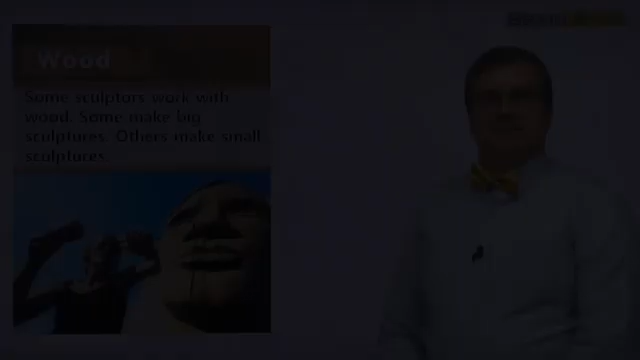 Wood
Some sculptors work with
wood. Some make big
sculptures. Others make small
sculptures.